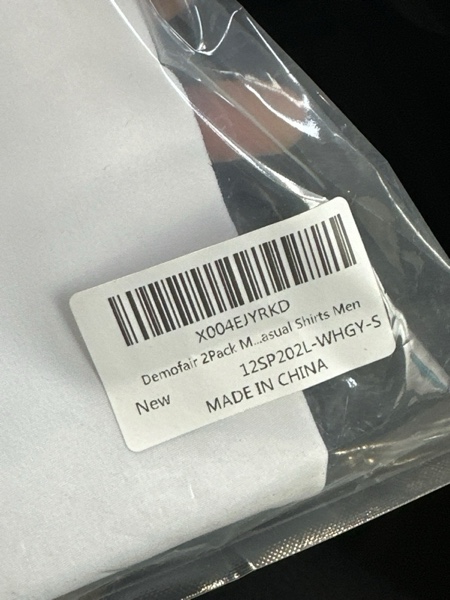 X004EJYRKD
Demofair 2Pack M...asual Shirts Men
New 12SP202L-WHGY-S
MADE IN CHINA